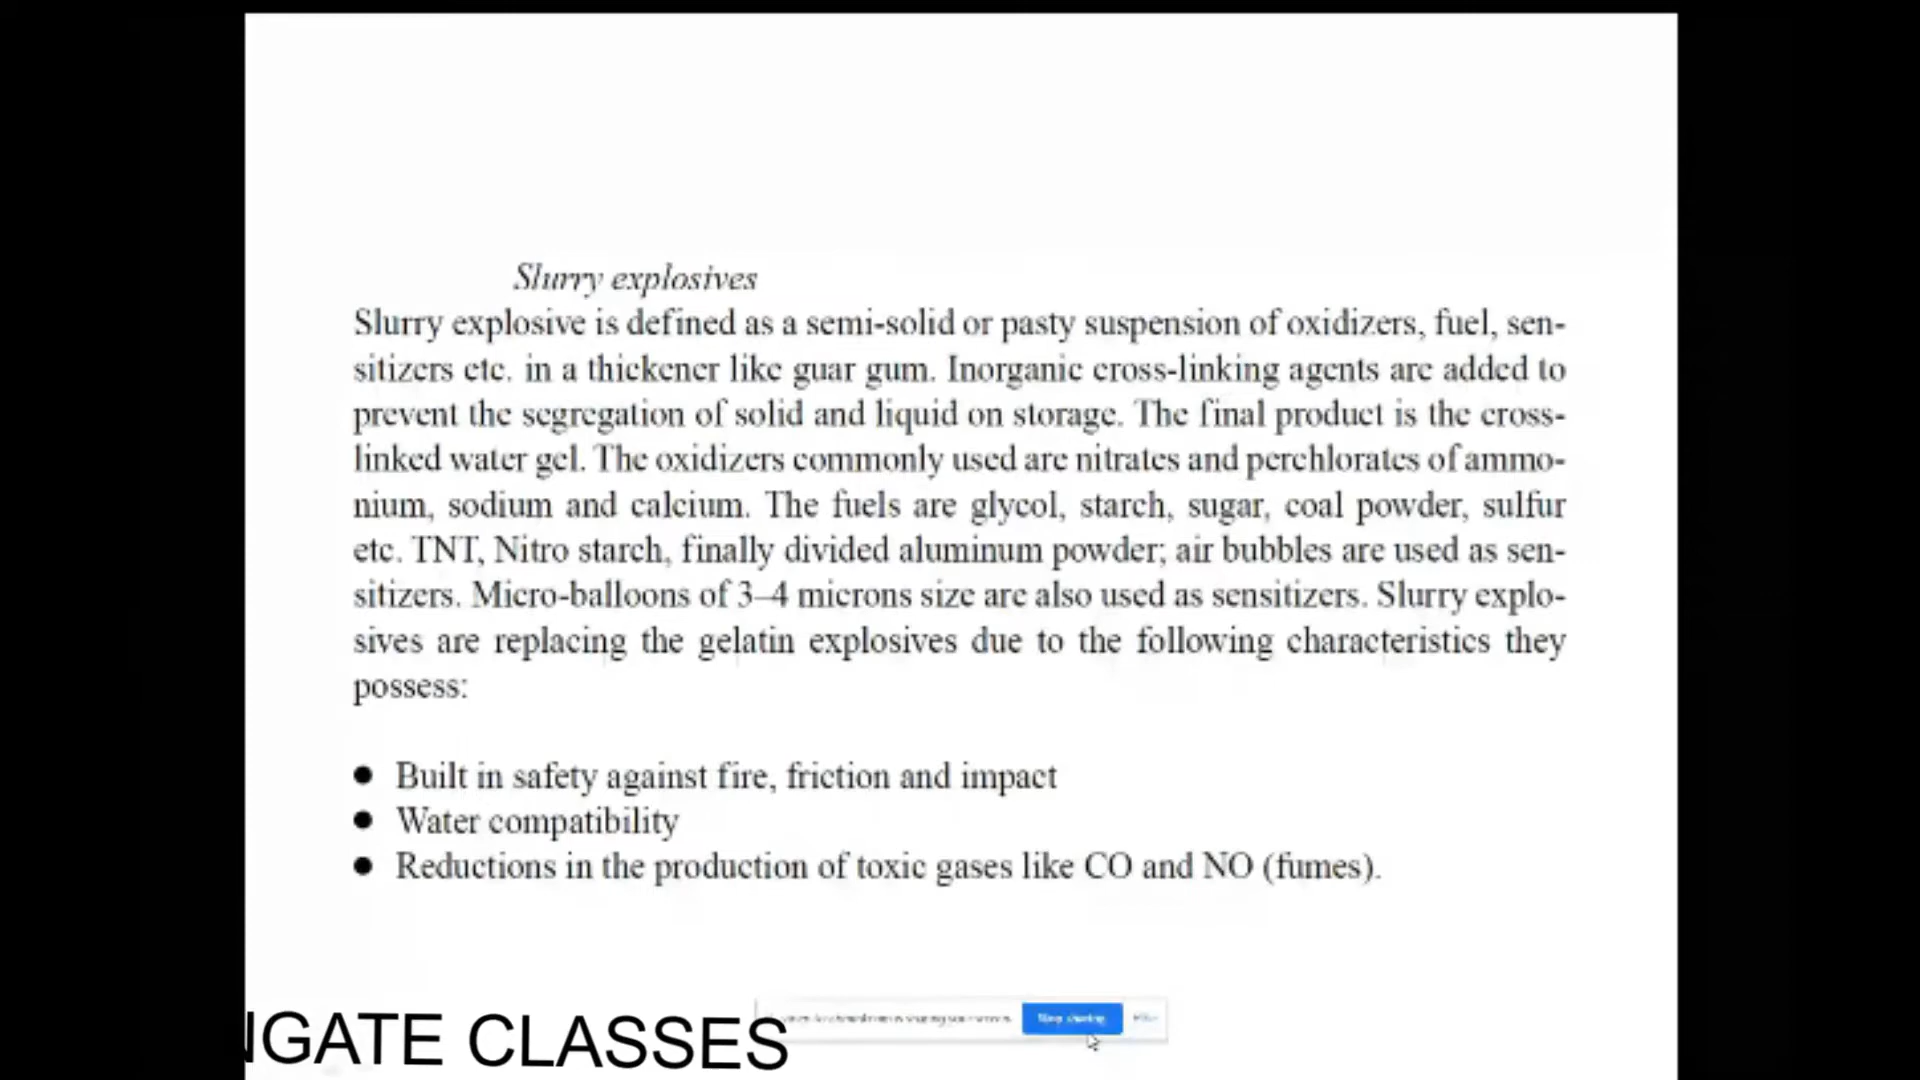 Slurry explosives
Slurry explosive is defined as a semi-solid or pasty suspension of oxidizers, fuel, sen-
sitizers etc. in a thickener like guar gum. Inorganic cross-linking agents are added to
prevent the segregation of solid and liquid on storage. The final product is the cross-
linked water gel. The oxidizers commonly used are nitrates and perchlorates of ammo-
nium, sodium and calcium. The fuels are glycol, starch, sugar, coal powder, sulfur
etc. TNT, Nitro starch, finally divided aluminum powder; air bubbles are used as sen-
sitizers. Micro-balloons of 3–4 microns size are also used as sensitizers. Slurry explo-
sives are replacing the gelatin explosives due to the following characteristics they
possess:
● Built in safety against fire, friction and impact
● Water compatibility
● Reductions in the production of toxic gases like CO and NO (fumes).
Stop sharing
NGATE CLASSES